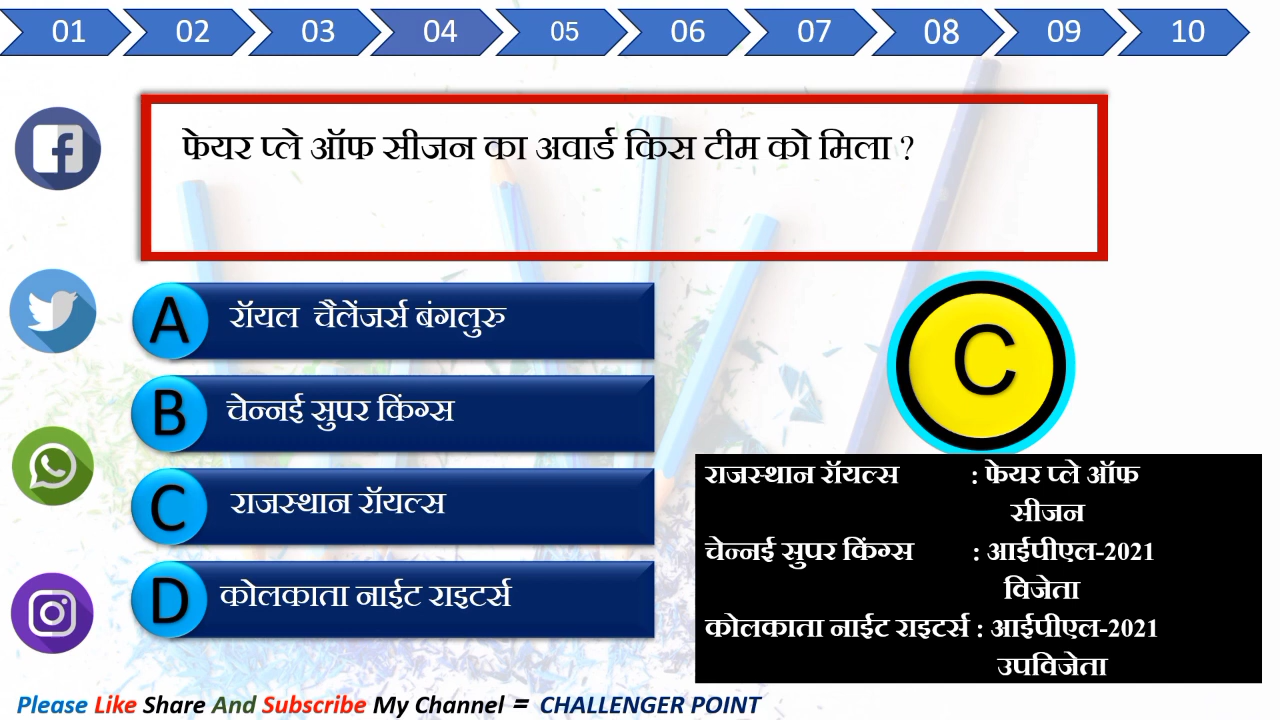 01 02 03 04 05 06 07 08 09 10
फेयर प्ले ऑफ सीजन का अवार्ड किस टीम को मिला ?
A रॉयल चैलेंजर्स बंगलुरु
B चेन्नई सुपर किंग्स
C राजस्थान रॉयल्स
D कोलकाता नाईट राइटर्स
C
राजस्थान रॉयल्स : फेयर प्ले ऑफ
सीजन
चेन्नई सुपर किंग्स : आईपीएल-2021
विजेता
कोलकाता नाईट राइटर्स : आईपीएल-2021
उपविजेता
Please Like Share And Subscribe My Channel = CHALLENGER POINT